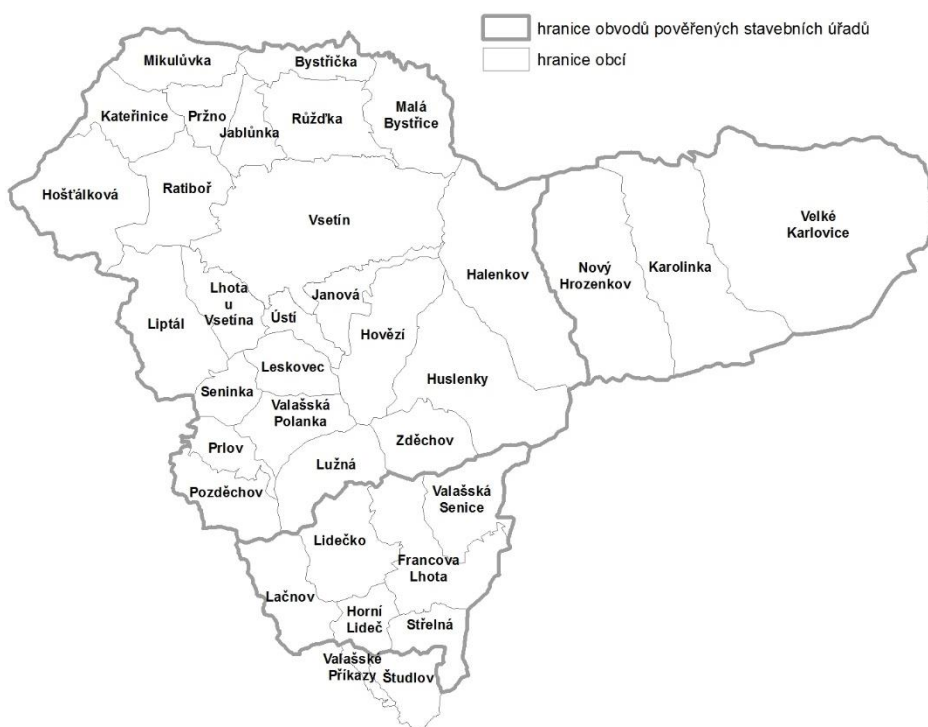 hranice obvodů pověřených stavebních úřadů
hranice obcí
Mikulůvka
Bystřička
Kateřinice
Pržno
Jablůnka
Růžďka
Malá
Bystřice
Hošťálková
Ratiboř
Vsetín
Velké
Karlovice
Halenkov
Nový
Hrozenkov
Karolinka
Lhota
u
Vsetína
Janová
Ústí
Liptál
Hovězí
Leskovec
Huslenky
Seninka
Valašská
Polanka
Prlov
Zděchov
Lužná
Pozděchov
Valašská
Senice
Lidečko
Francova
Lhota
Lačnov
Horní
Lideč
Střelná
Valašské
Příkazy
Študlov